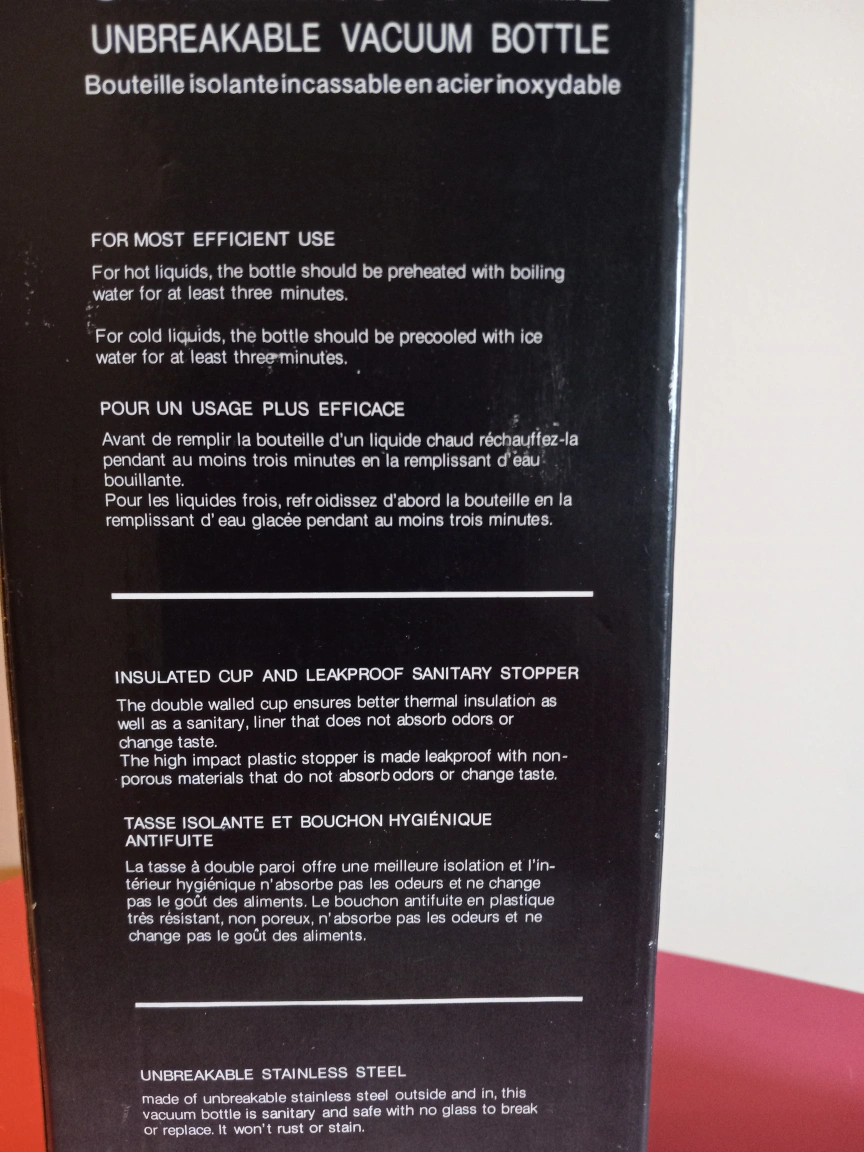 UNBREAKABLE VACUUM BOTTLE
Bouteille isolante incassable en acier inoxydable
FOR MOST EFFICIENT USE
For hot liquids, the bottle should be preheated with boiling
water for at least three minutes.
For cold liquids, the bottle should be precooled with ice
water for at least three minutes.
POUR UN USAGE PLUS EFFICACE
Avant de remplir la bouteille d'un liquide chaud réchauffez-la
pendant au moins trois minutes en la remplissant d'eau
bouillante.
Pour les liquides frois, refroidissez d'abord la bouteille en la
remplissant d'eau glacée pendant au moins trois minutes.
INSULATED CUP AND LEAKPROOF SANITARY STOPPER
The double walled cup ensures better thermal insulation as
well as a sanitary, liner that does not absorb odors or
change taste.
The high impact plastic stopper is made leakproof with non-
porous materials that do not absorb odors or change taste.
TASSE ISOLANTE ET BOUCHON HYGIÉNIQUE
ANTIFUITE
La tasse à double paroi offre une meilleure isolation et l'in-
térieur hygiénique n'absorbe pas les odeurs et ne change
pas le goût des aliments. Le bouchon antifuite en plastique
très résistant, non poreux, n'absorbe pas les odeurs et ne
change pas le goût des aliments.
UNBREAKABLE STAINLESS STEEL
made of unbreakable stainless steel outside and in, this
vacuum bottle is sanitary and safe with no glass to break
or replace. It won't rust or stain.